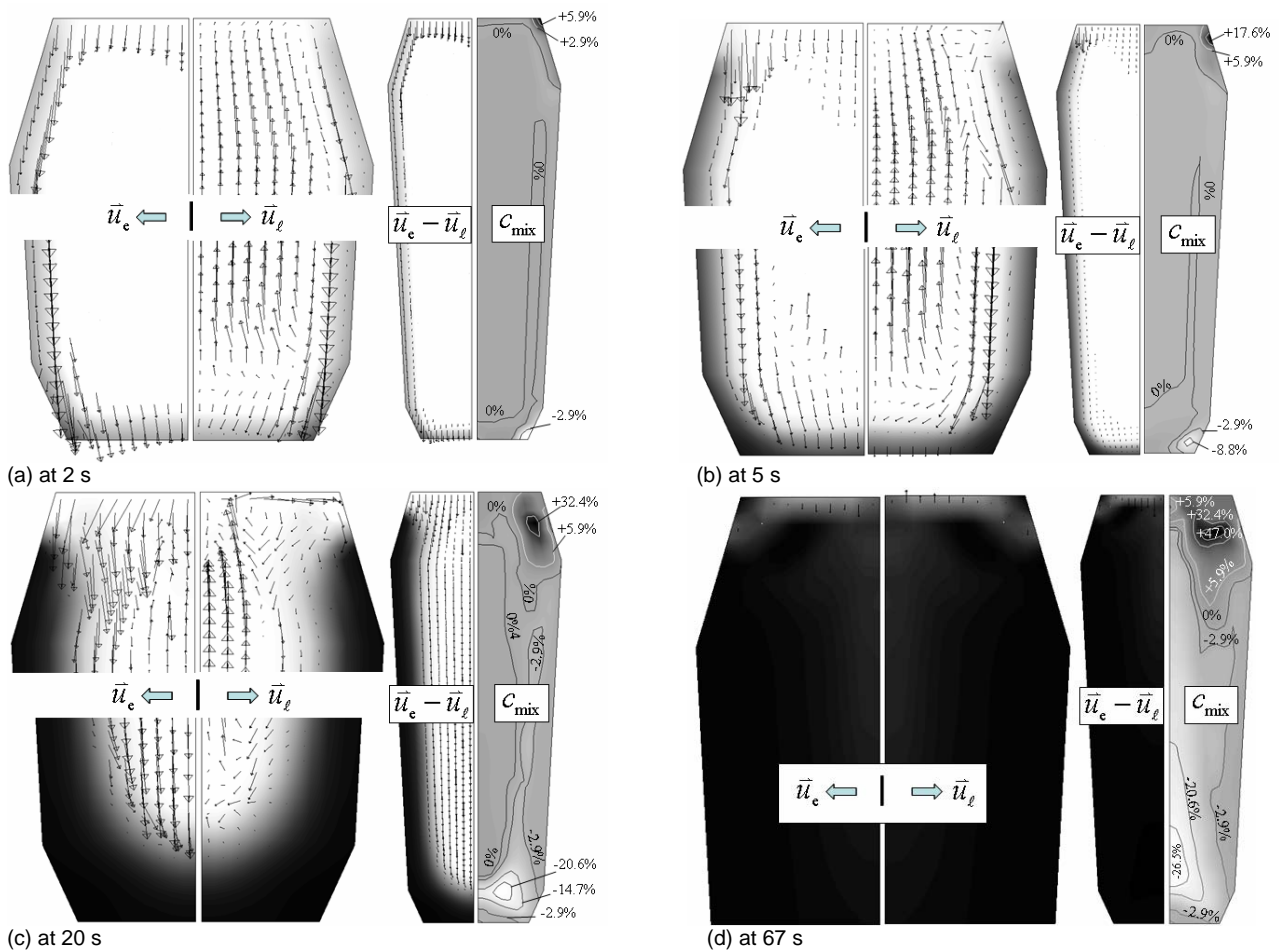 +5.9%
0%
+2.9%
0%
u⃗e
u⃗ℓ
u⃗e − u⃗ℓ
cmix
0%
-2.9%
(a) at 2 s
+17.6%
0%
+5.9%
0%
u⃗e
u⃗ℓ
u⃗e − u⃗ℓ
cmix
0%
-2.9%
-8.8%
(b) at 5 s
0%
+32.4%
+5.9%
0%
0%4
-2.9%
u⃗e
u⃗ℓ
u⃗e − u⃗ℓ
cmix
-2.9%
0%
-20.6%
-14.7%
-2.9%
(c) at 20 s
+5.9%
+32.4%
+47.0%
+5.9%
0%
-2.9%
u⃗e − u⃗ℓ
cmix
u⃗e
u⃗ℓ
-20.6%
-2.9%
-26.5%
-2.9%
(d) at 67 s